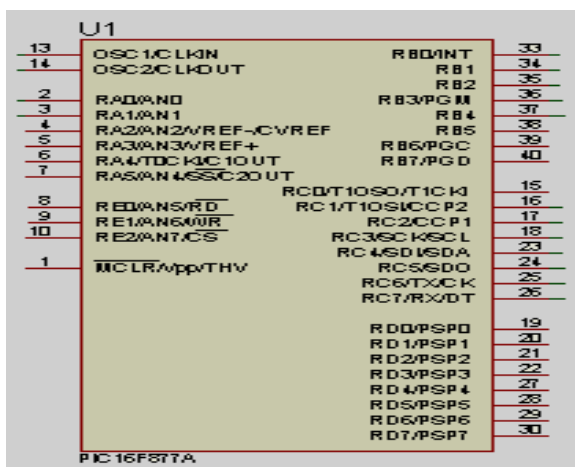 U1
13 OSC1/CLKIN RB0/INT 33
14 OSC2/CLKOUT RB1 34
RB2 35
2 RA0/AN0 RB3/PGM 36
3 RA1/AN1 RB4 37
4 RA2/AN2/VREF-/CVREF RB5 38
5 RA3/AN3/VREF+ RB6/PGC 39
6 RA4/T0CKI/C1OUT RB7/PGD 40
7 RA5/AN4/SS/C2OUT
RC0/T1OSO/T1CKI 15
8 RE0/AN5/RD RC1/T1OSI/CCP2 16
9 RE1/AN6/WR RC2/CCP1 17
10 RE2/AN7/CS RC3/SCK/SCL 18
RC4/SDI/SDA 23
1 MCLR/Vpp/THV RC5/SDO 24
RC6/TX/CK 25
RC7/RX/DT 26
RD0/PSP0 19
RD1/PSP1 20
RD2/PSP2 21
RD3/PSP3 22
RD4/PSP4 27
RD5/PSP5 28
RD6/PSP6 29
RD7/PSP7 30
PIC16F877A